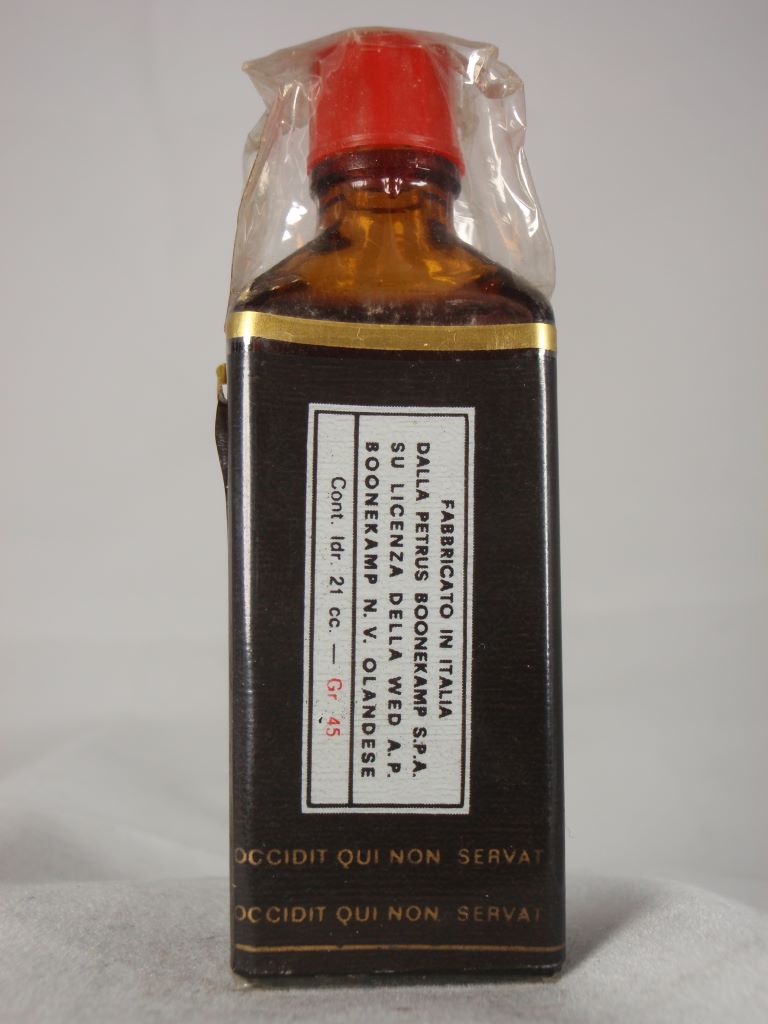 FABBRICATO IN ITALIA
DALLA PETRUS BOONEKAMP S.P.A.
SU LICENZA DELLA WED A.P.
BOONEKAMP N.V. OLANDESE
Cont. Idr. 21 cc. — Gr. 45
OCCIDIT QUI NON SERVAT
OCCIDIT QUI NON SERVAT